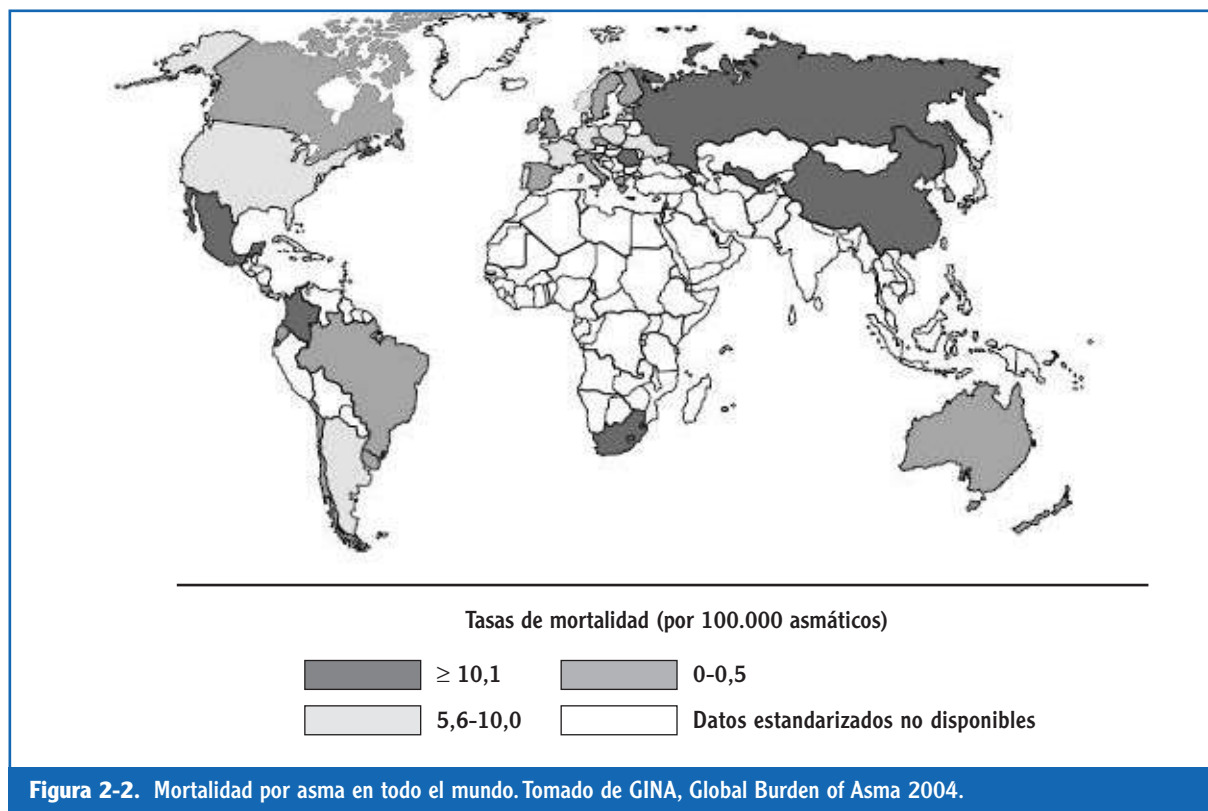 Tasas de mortalidad (por 100.000 asmáticos)
≥ 10,1
0-0,5
5,6-10,0
Datos estandarizados no disponibles
Figura 2-2. Mortalidad por asma en todo el mundo. Tomado de GINA, Global Burden of Asma 2004.